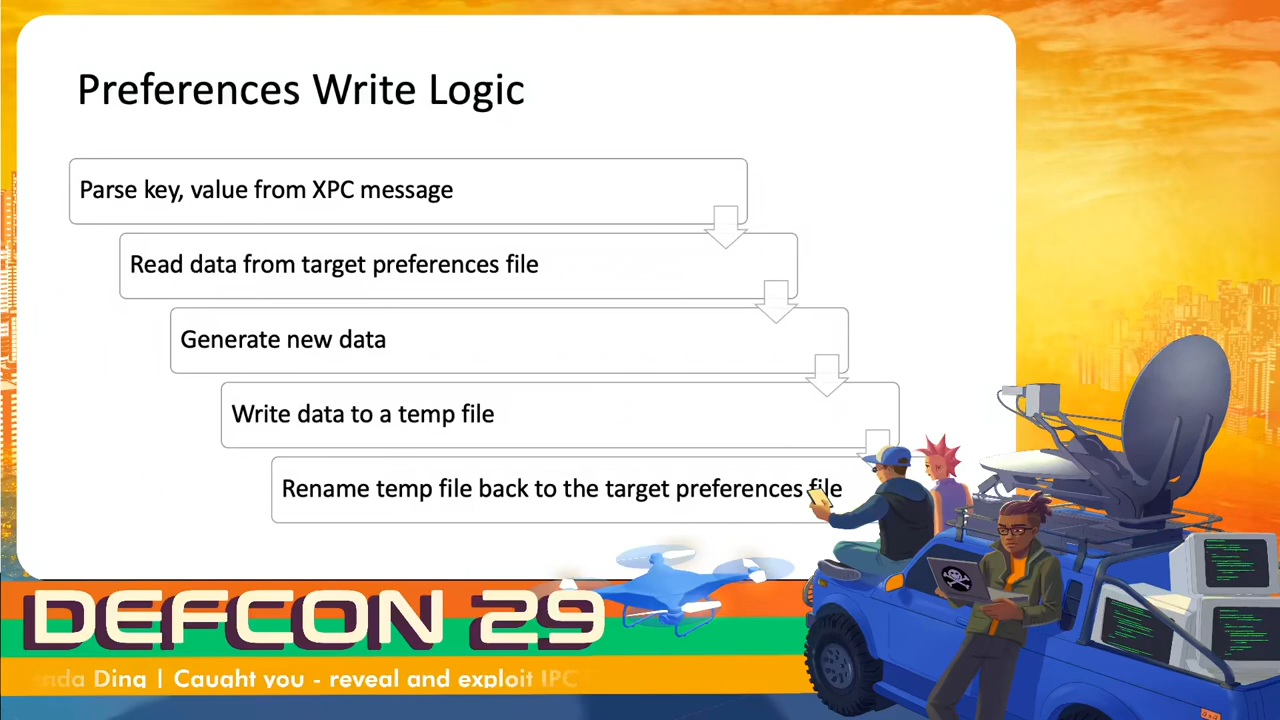 Preferences Write Logic
Parse key, value from XPC message
Read data from target preferences file
Generate new data
Write data to a temp file
Rename temp file back to the target preferences file
DEFCON 29
Ding | Caught you - reveal and exploit IPC